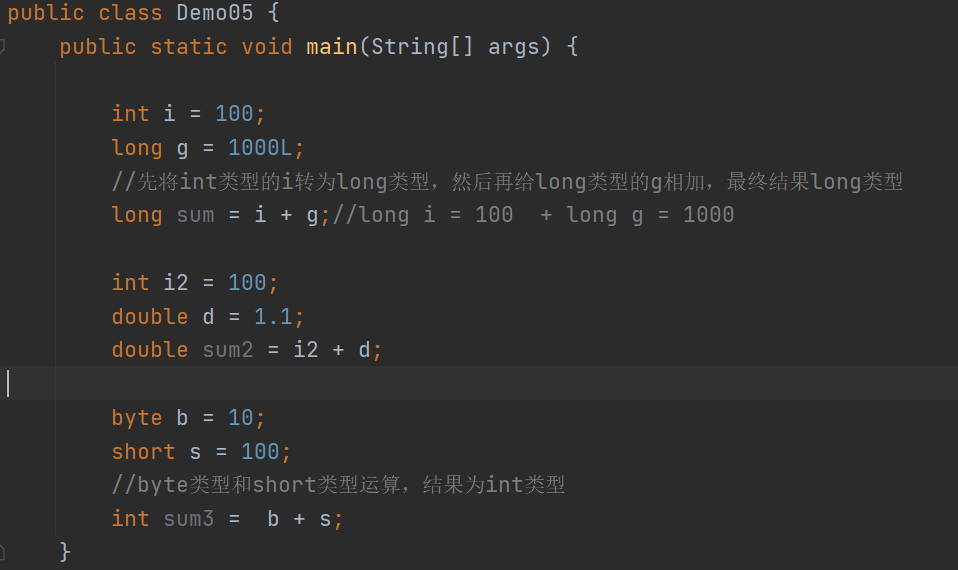 public class Demo05 {
    public static void main(String[] args) {
        int i = 100;
        long g = 1000L;
        //先将int类型的i转为long类型，然后再给long类型的g相加，最终结果long类型
        long sum = i + g;//long i = 100  + long g = 1000
        int i2 = 100;
        double d = 1.1;
        double sum2 = i2 + d;
        byte b = 10;
        short s = 100;
        //byte类型和short类型运算，结果为int类型
        int sum3 =  b + s;
    }